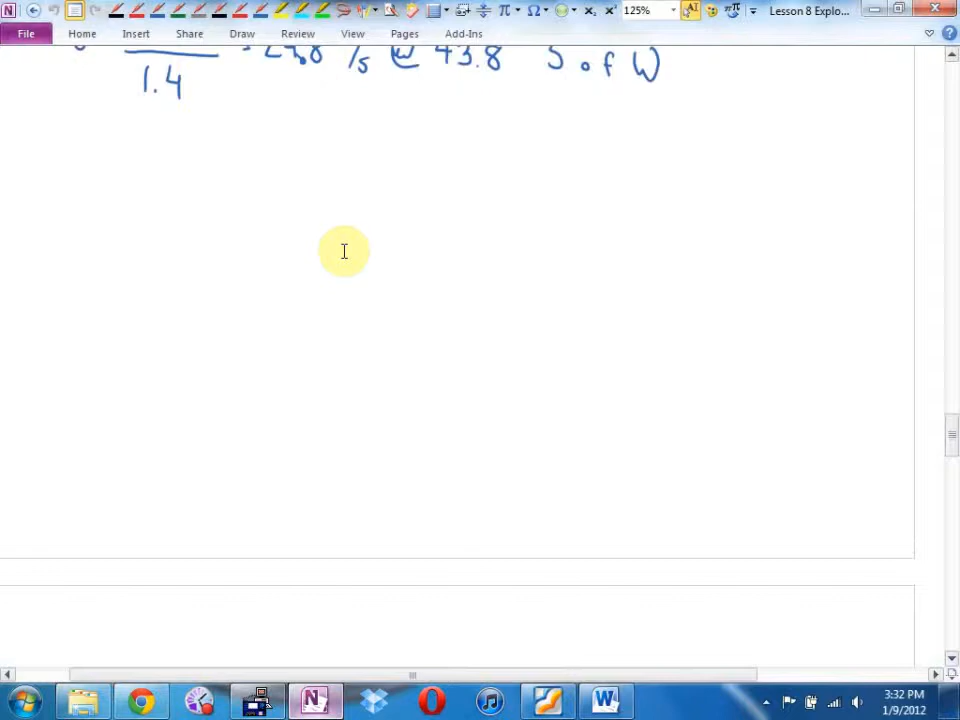 125% Lesson 8 Explo...
File Home Insert Share Draw Review View Pages Add-Ins
/s @ 43.8 S of W
1.4
3:32 PM
1/9/2012